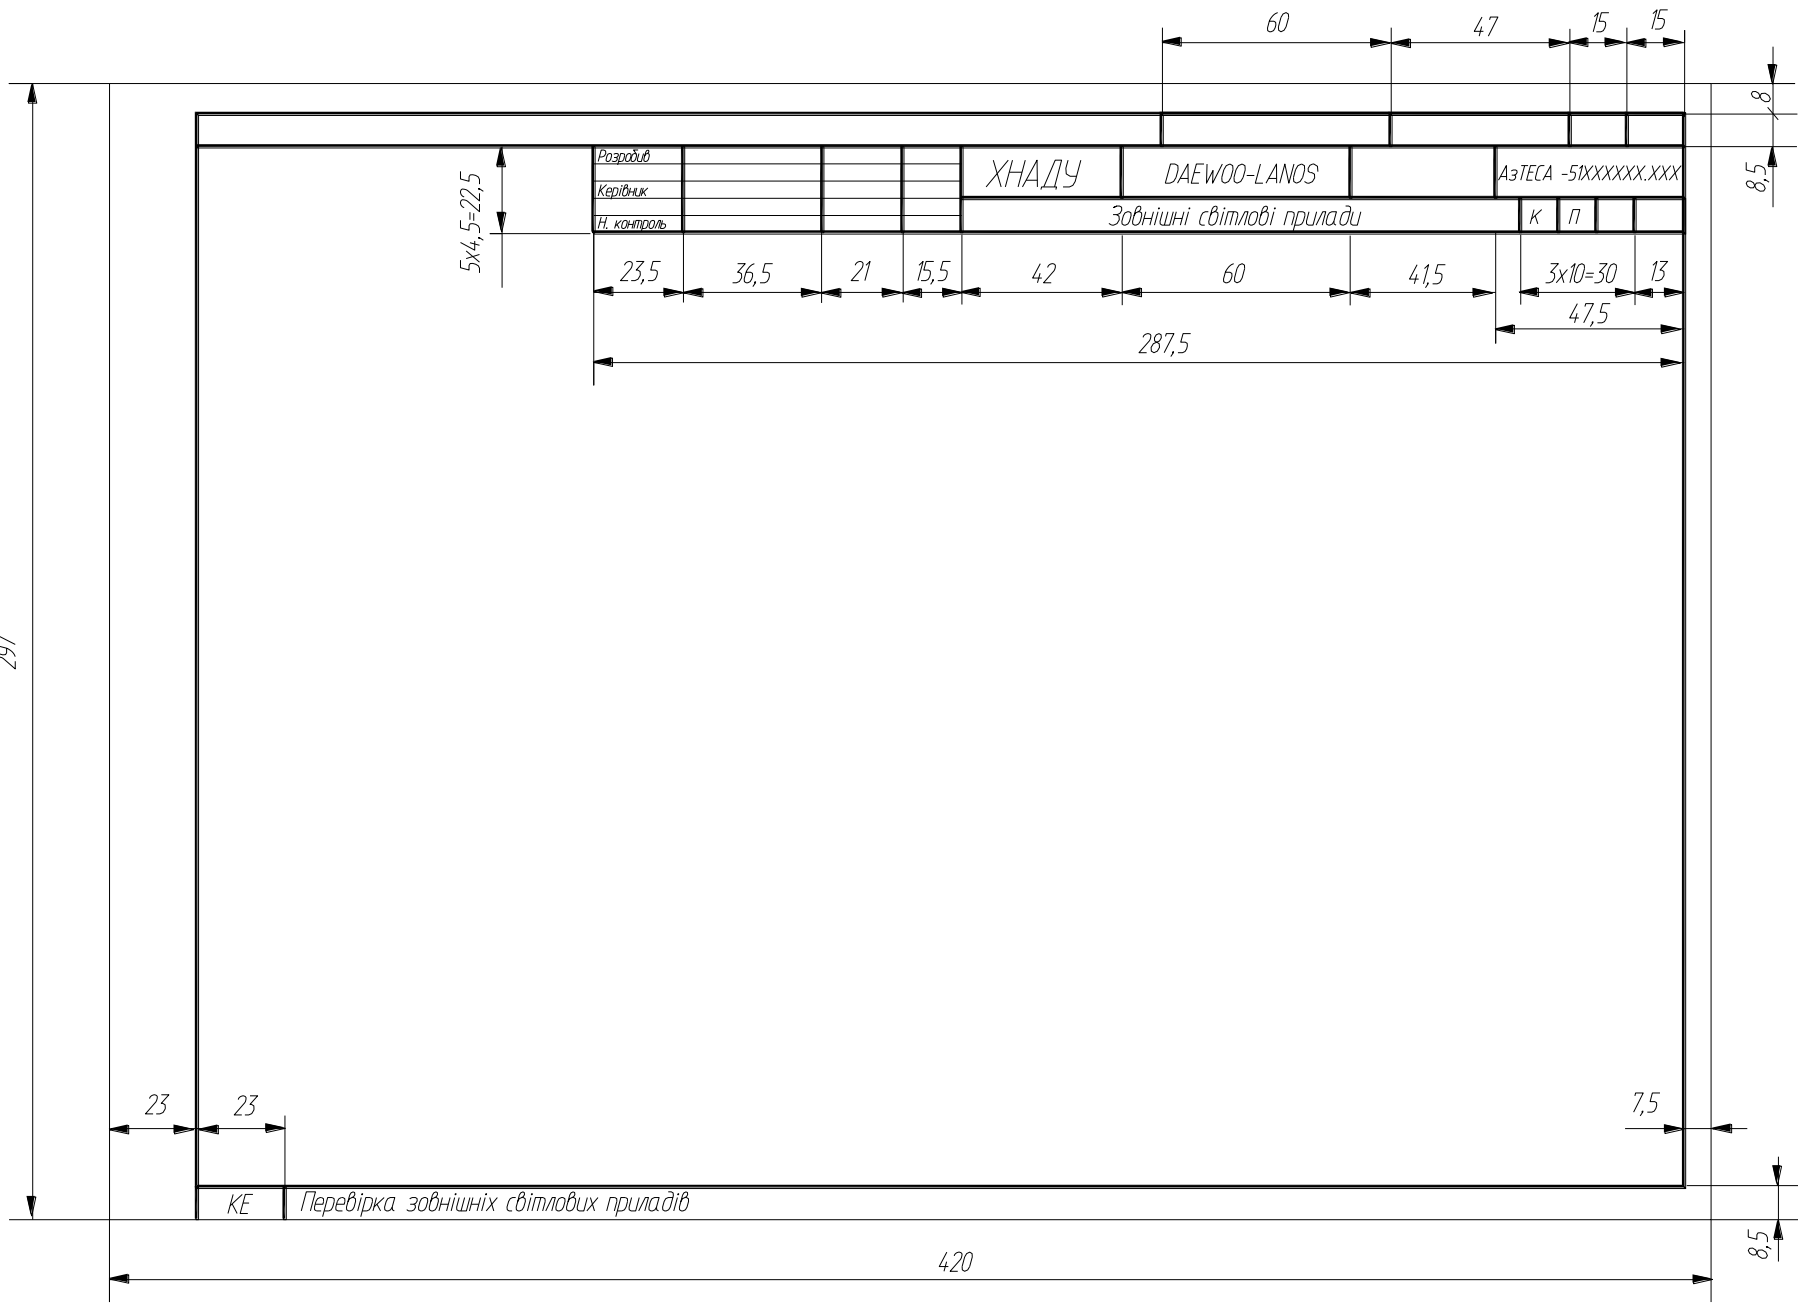 60 47 15 15
8
8,5
Розробив
Керівник
Н. контроль
ХНАДУ
DAEWOO-LANOS
АзТЕСА -51ХХХХХХ.ХХХ
Зовнішні світлові прилади
К П
5х4,5=22,5
23,5 36,5 21 15,5 42 60 41,5 3х10=30 13
47,5
287,5
297
23 23 7,5
КЕ Перевірка зовнішніх світлових приладів
8,5
420